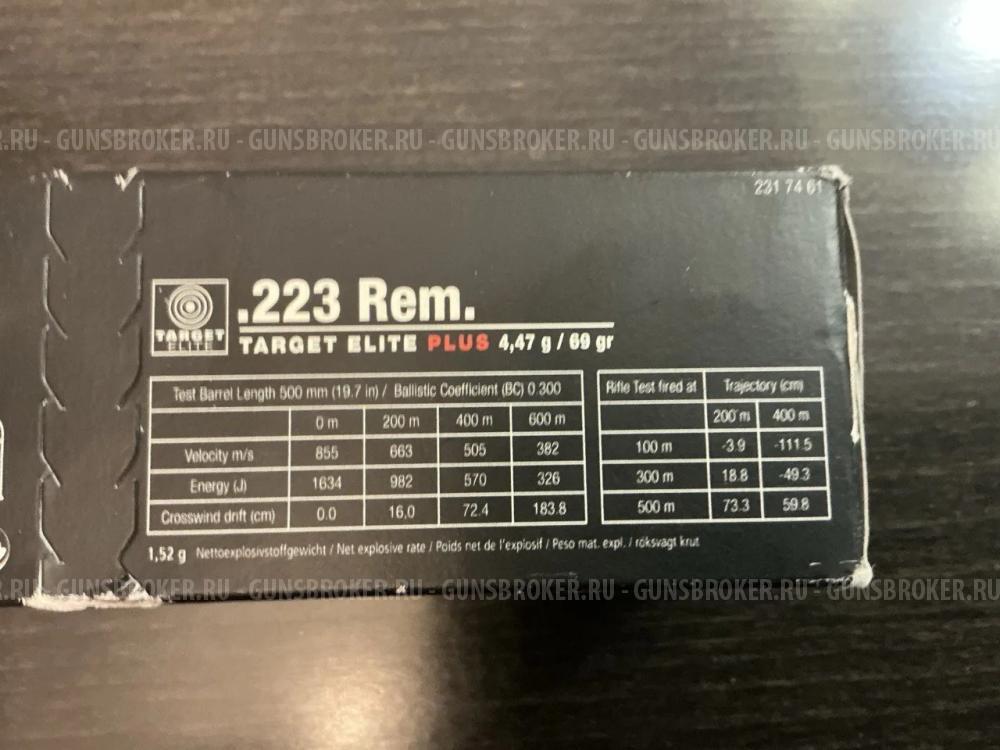 .RU - GUNSBROKER.RU - GUNSBROKER.RU - GUNSBROKER.RU - GUNSBROKER.RU - GUNSBROKER.RU
231 74 61
TARGET
ELITE
.223 Rem.
TARGET ELITE PLUS 4,47 g / 69 gr
Test Barrel Length 500 mm (19.7 in) / Ballistic Coefficient (BC) 0.300
0 m 200 m 400 m 600 m
Velocity m/s 855 663 505 382
Energy (J) 1634 982 570 326
Crosswind drift (cm) 0.0 16,0 72.4 183.8
Rifle Test fired at Trajectory (cm)
200 m 400 m
100 m -3.9 -111.5
300 m 18.8 -49.3
500 m 73.3 59.8
1,52 g Nettoexplosivstoffgewicht / Net explosive rate / Poids net de l'explosif / Peso mat. expl. / röksvagt krut
R.RU - GUNSBROKER.RU - GUNSBROKER.RU - GUNSBROKER.RU - GUNSBROKER.RU - GUNSBROKER.RU